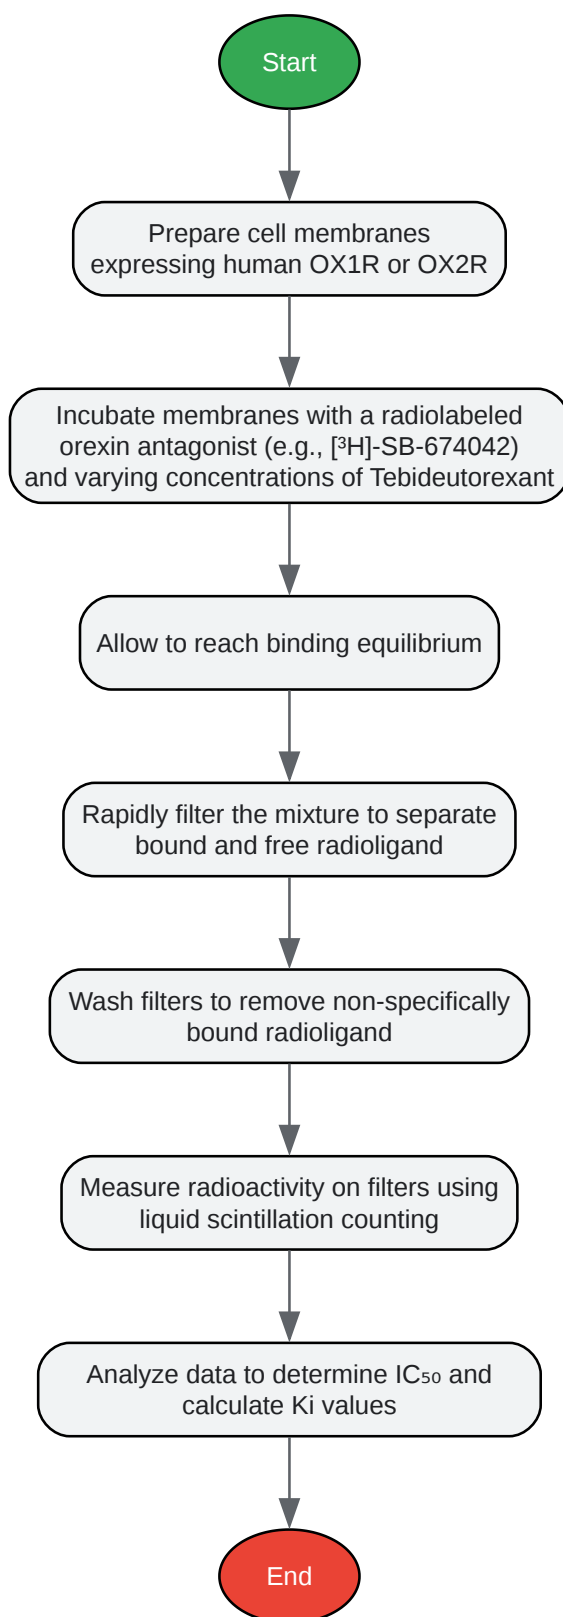 Start
Prepare cell membranes
expressing human OX1R or OX2R
Incubate membranes with a radiolabeled
orexin antagonist (e.g., [³H]-SB-674042)
and varying concentrations of Tebideutorexant
Allow to reach binding equilibrium
Rapidly filter the mixture to separate
bound and free radioligand
Wash filters to remove non-specifically
bound radioligand
Measure radioactivity on filters using
liquid scintillation counting
Analyze data to determine IC₅₀ and
calculate Ki values
End